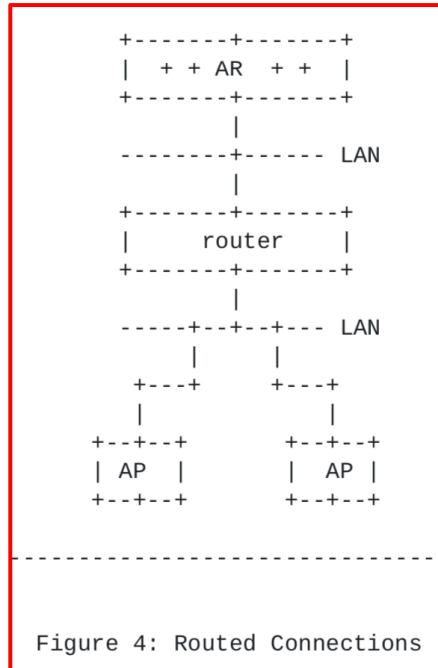 +-------+-------+
|  + + AR  + +  |
+-------+-------+
|
--------+------ LAN
|
+-------+-------+
|     router    |
+-------+-------+
|
-----+--+--+--- LAN
|     |
+---+     +---+
|             |
+--+--+       +--+--+
| AP  |       |  AP |
+--+--+       +--+--+
-------------------------------
Figure 4: Routed Connections